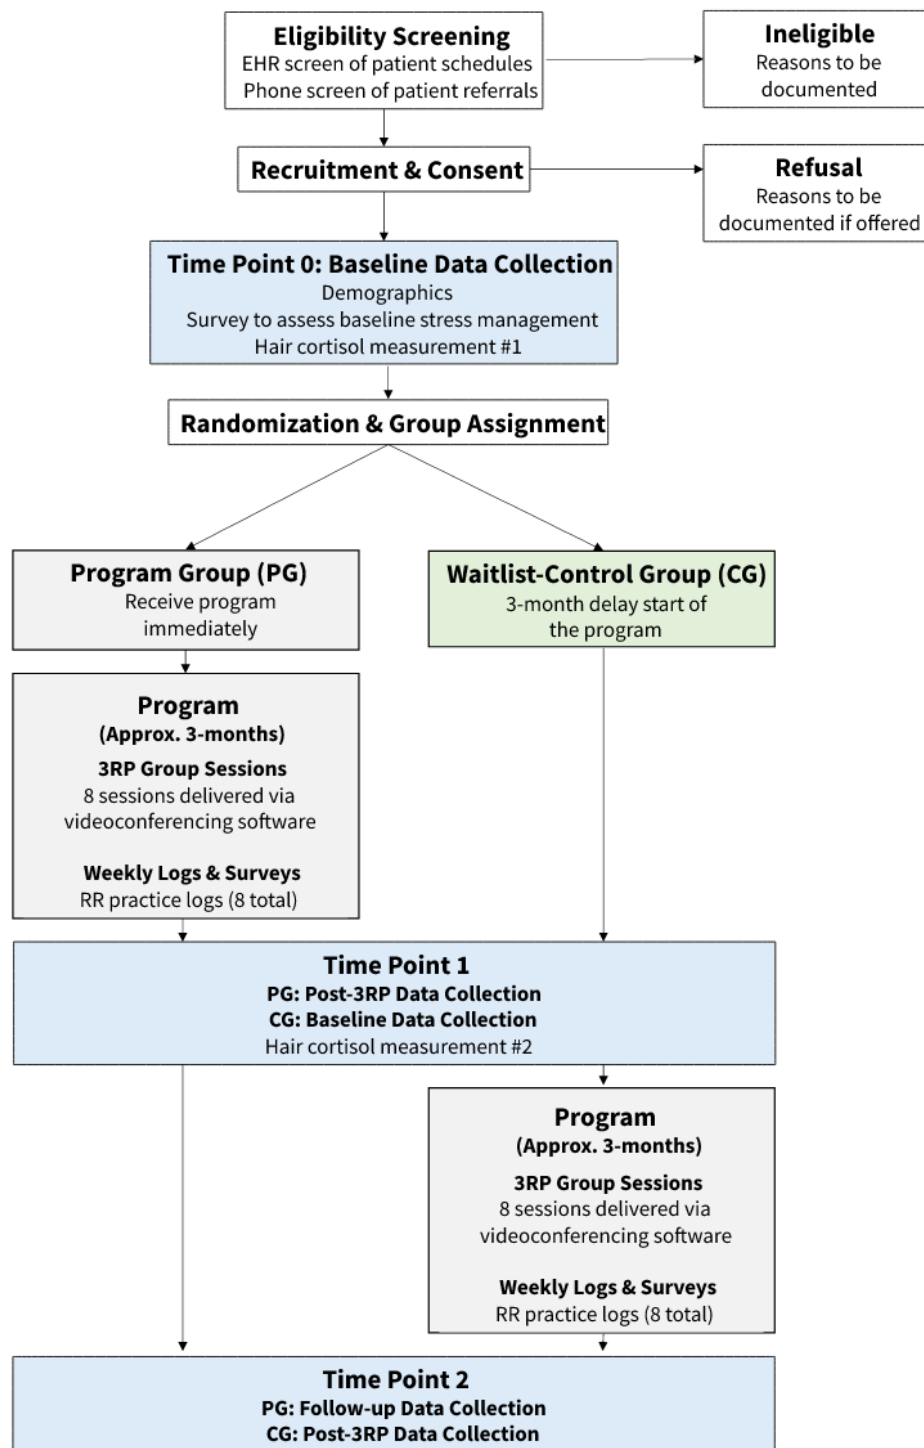 Eligibility Screening
EHR screen of patient schedules
Phone screen of patient referrals
Ineligible
Reasons to be
documented
Recruitment & Consent
Refusal
Reasons to be
documented if offered
Time Point 0: Baseline Data Collection
Demographics
Survey to assess baseline stress management
Hair cortisol measurement #1
Randomization & Group Assignment
Program Group (PG)
Receive program
immediately
Waitlist-Control Group (CG)
3-month delay start of
the program
Program
(Approx. 3-months)
3RP Group Sessions
8 sessions delivered via
videoconferencing software
Weekly Logs & Surveys
RR practice logs (8 total)
Time Point 1
PG: Post-3RP Data Collection
CG: Baseline Data Collection
Hair cortisol measurement #2
Program
(Approx. 3-months)
3RP Group Sessions
8 sessions delivered via
videoconferencing software
Weekly Logs & Surveys
RR practice logs (8 total)
Time Point 2
PG: Follow-up Data Collection
CG: Post-3RP Data Collection